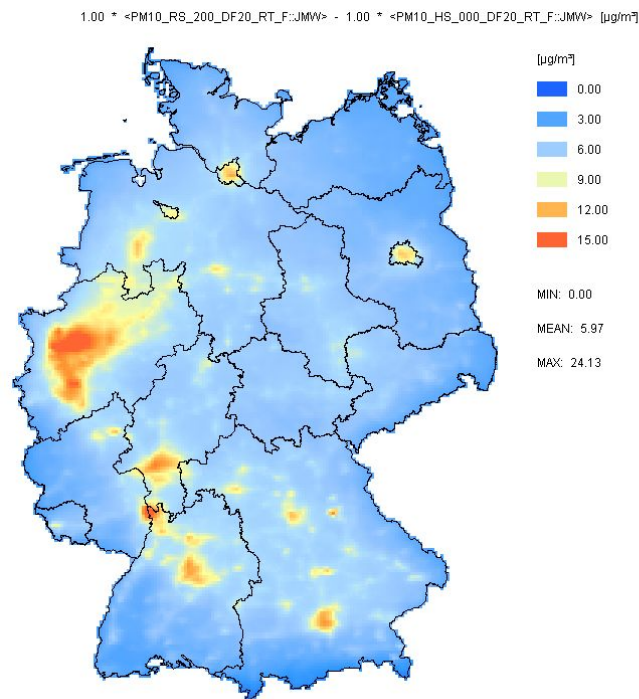 1.00 * <PM10_RS_200_DF20_RT_F::JMW> - 1.00 * <PM10_HS_000_DF20_RT_F::JMW> [µg/m³]
[µg/m³]
0.00
3.00
6.00
9.00
12.00
15.00
MIN: 0.00
MEAN: 5.97
MAX: 24.13